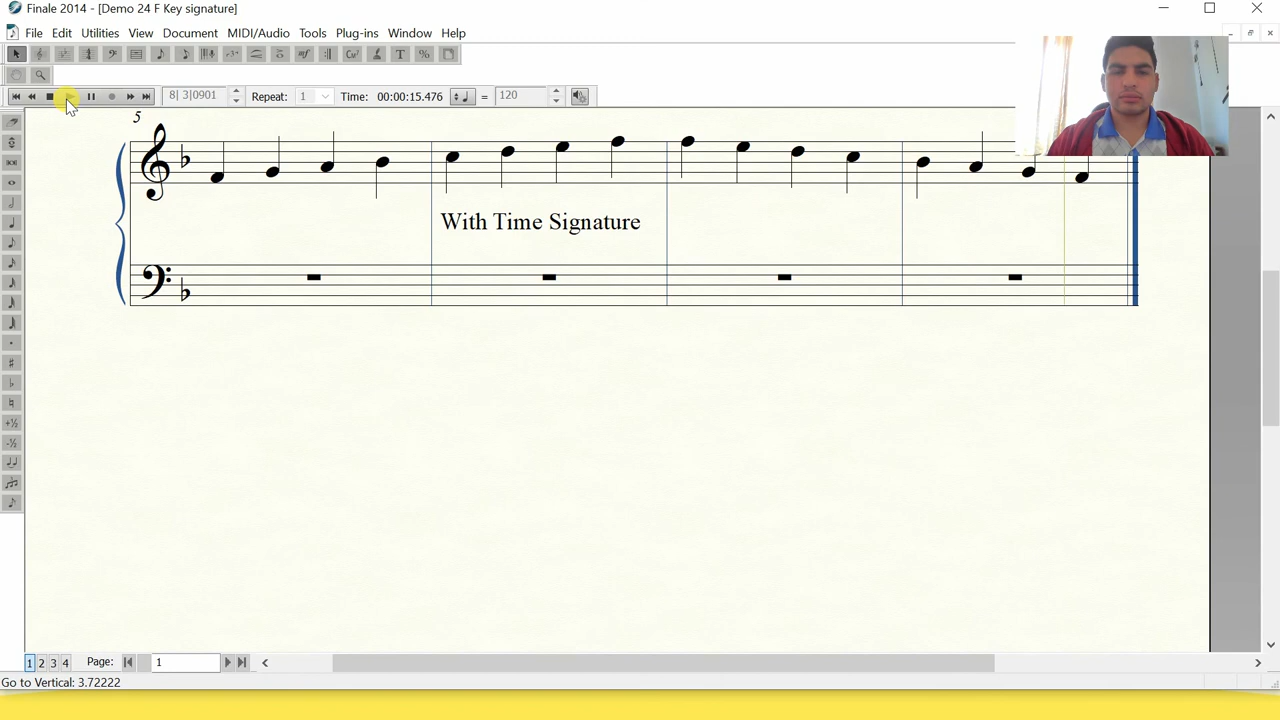 Finale 2014 - [Demo 24 F Key signature]
File Edit Utilities View Document MIDI/Audio Tools Plug-ins Window Help
8| 3|0901 Repeat: 1 Time: 00:00:15.476 = 120
5
With Time Signature
1 2 3 4 Page: 1
Go to Vertical: 3.72222